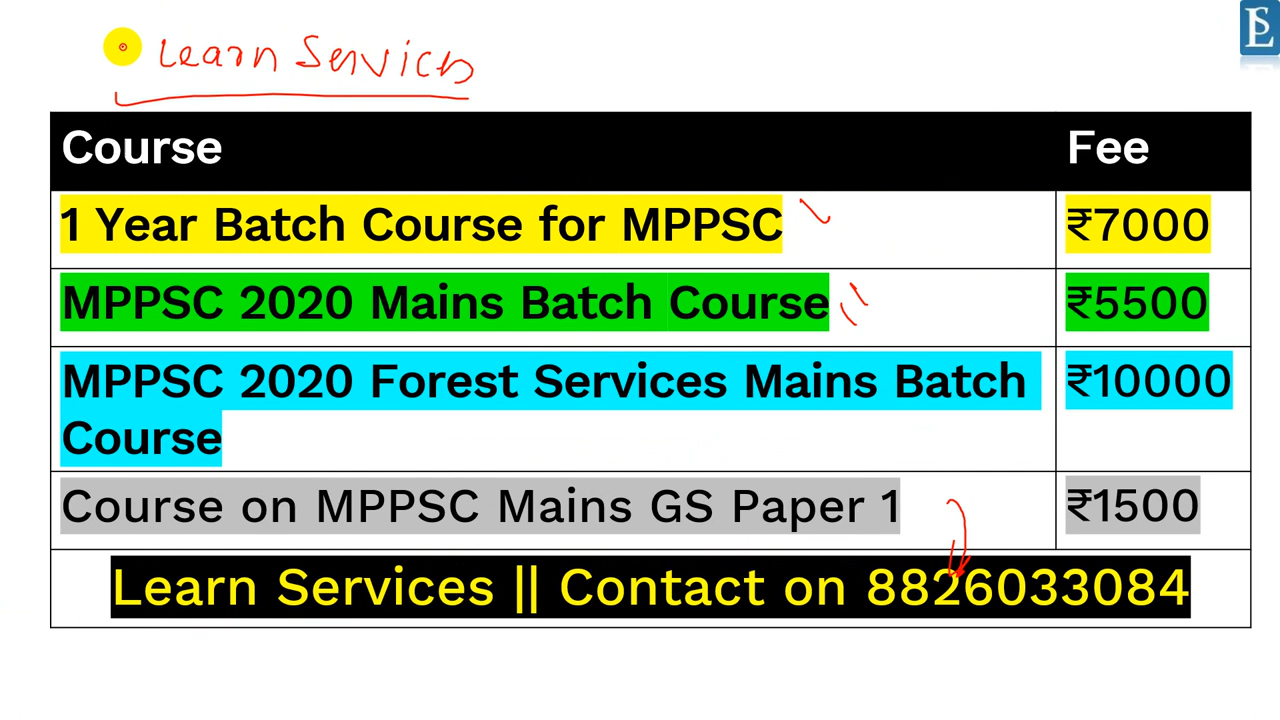 LS
Learn Services
Course Fee
1 Year Batch Course for MPPSC ₹7000
MPPSC 2020 Mains Batch Course ₹5500
MPPSC 2020 Forest Services Mains Batch ₹10000
Course
Course on MPPSC Mains GS Paper 1 ₹1500
Learn Services || Contact on 8826033084